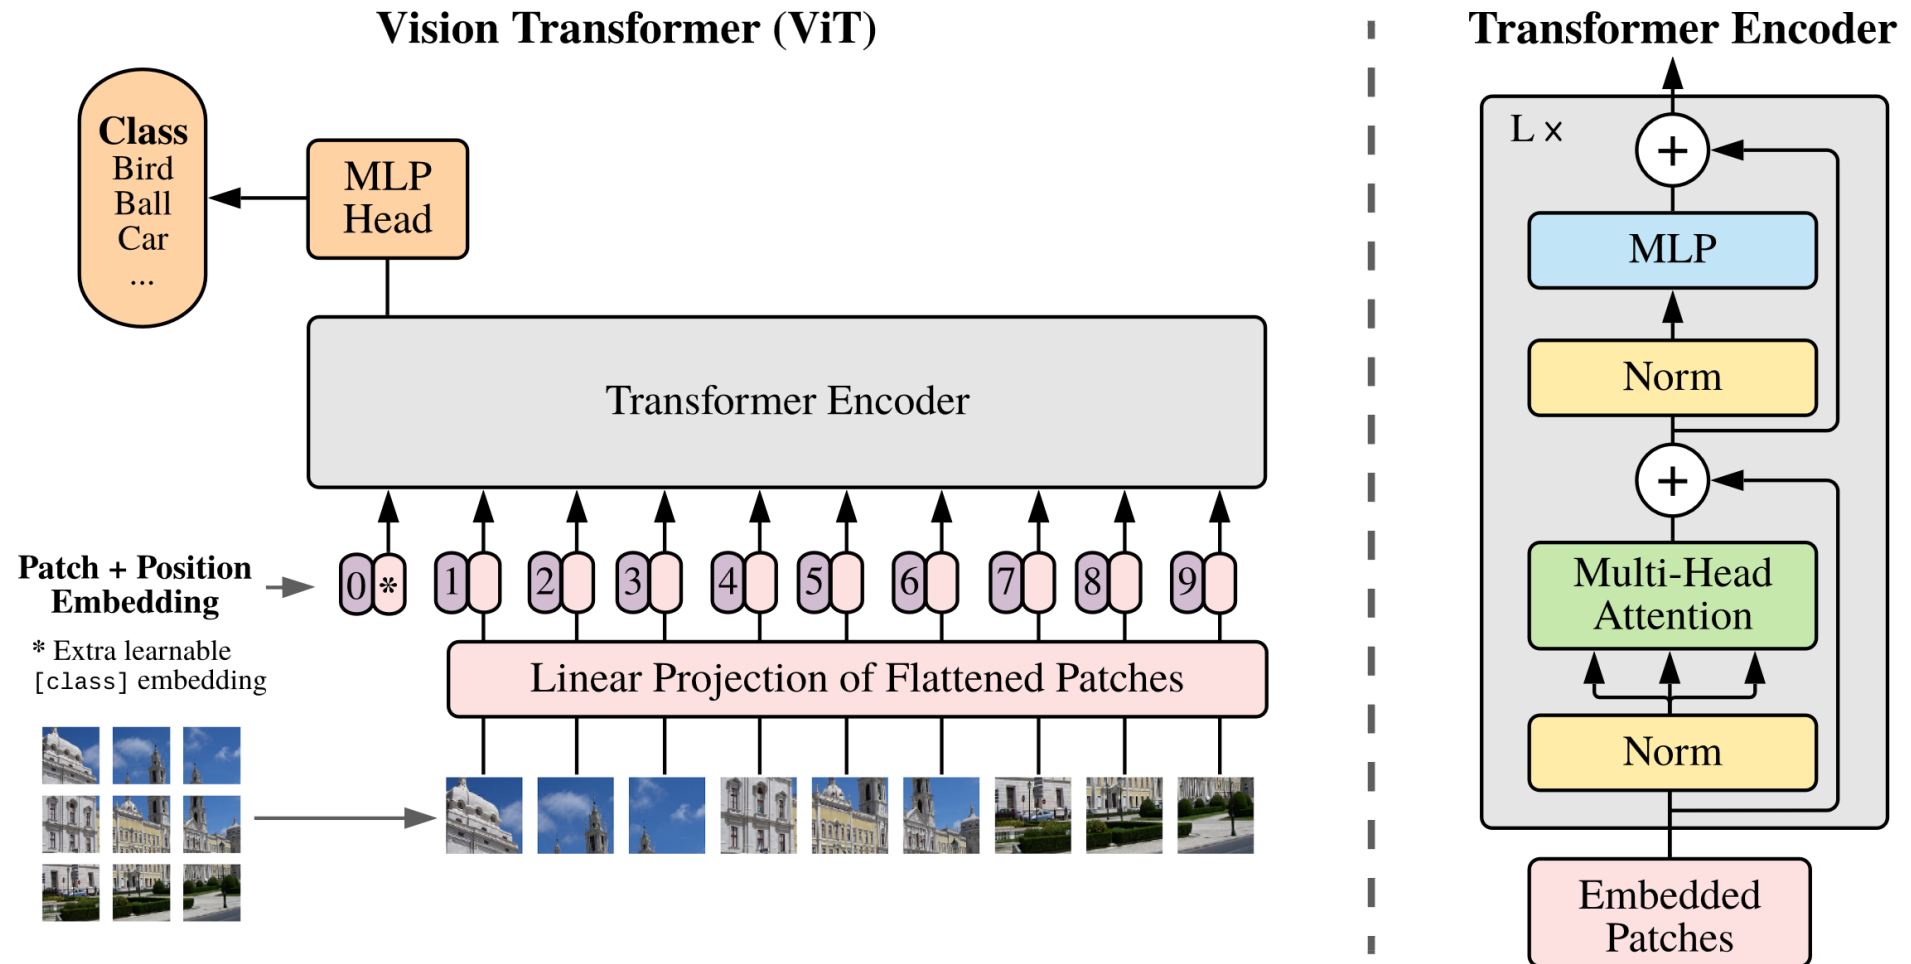 Vision Transformer (ViT)
Class
Bird
Ball
Car
...
MLP
Head
Transformer Encoder
Patch + Position
Embedding
* Extra learnable
[class] embedding
0 * 1 2 3 4 5 6 7 8 9
Linear Projection of Flattened Patches
Transformer Encoder
L ×
+
MLP
Norm
+
Multi-Head
Attention
Norm
Embedded
Patches